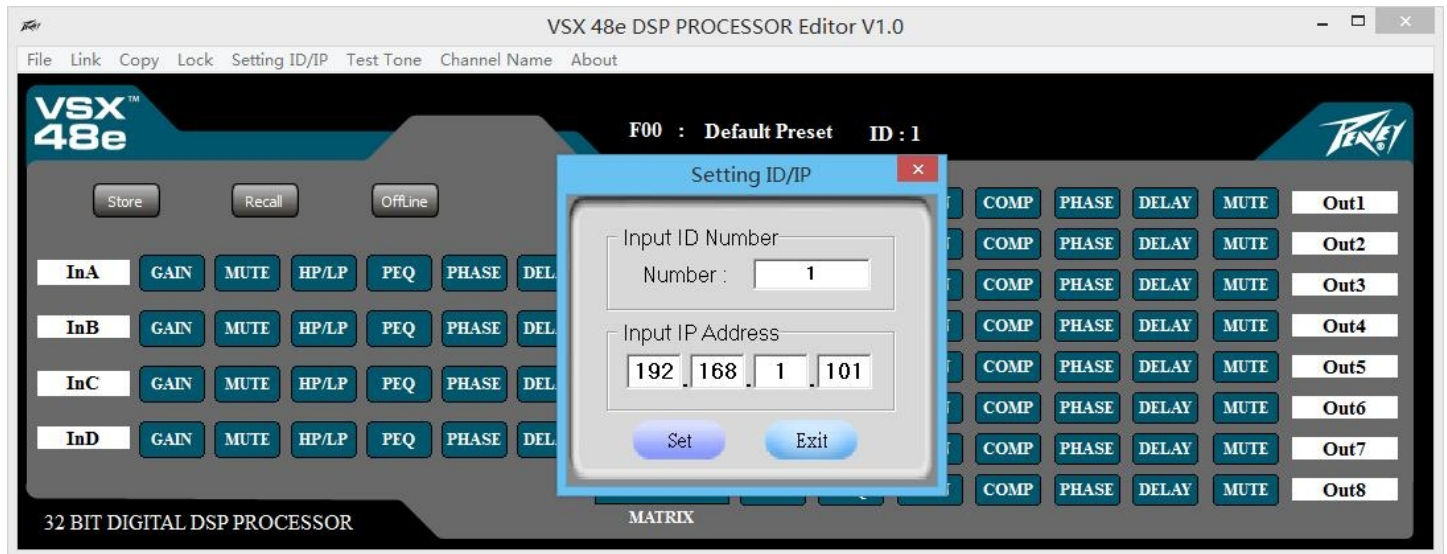 VSX 48e DSP PROCESSOR Editor V1.0
File Link Copy Lock Setting ID/IP Test Tone Channel Name About
VSX™
48e
F00 : Default Preset ID : 1
PEAVEY®
Store Recall OffLine
InA GAIN MUTE HP/LP PEQ PHASE
InB GAIN MUTE HP/LP PEQ PHASE
InC GAIN MUTE HP/LP PEQ PHASE
InD GAIN MUTE HP/LP PEQ PHASE
Setting ID/IP
Input ID Number
Number : 1
Input IP Address
192 . 168 . 1 . 101
Set Exit
COMP PHASE DELAY MUTE Out1
COMP PHASE DELAY MUTE Out2
COMP PHASE DELAY MUTE Out3
COMP PHASE DELAY MUTE Out4
COMP PHASE DELAY MUTE Out5
COMP PHASE DELAY MUTE Out6
COMP PHASE DELAY MUTE Out7
COMP PHASE DELAY MUTE Out8
MATRIX
32 BIT DIGITAL DSP PROCESSOR